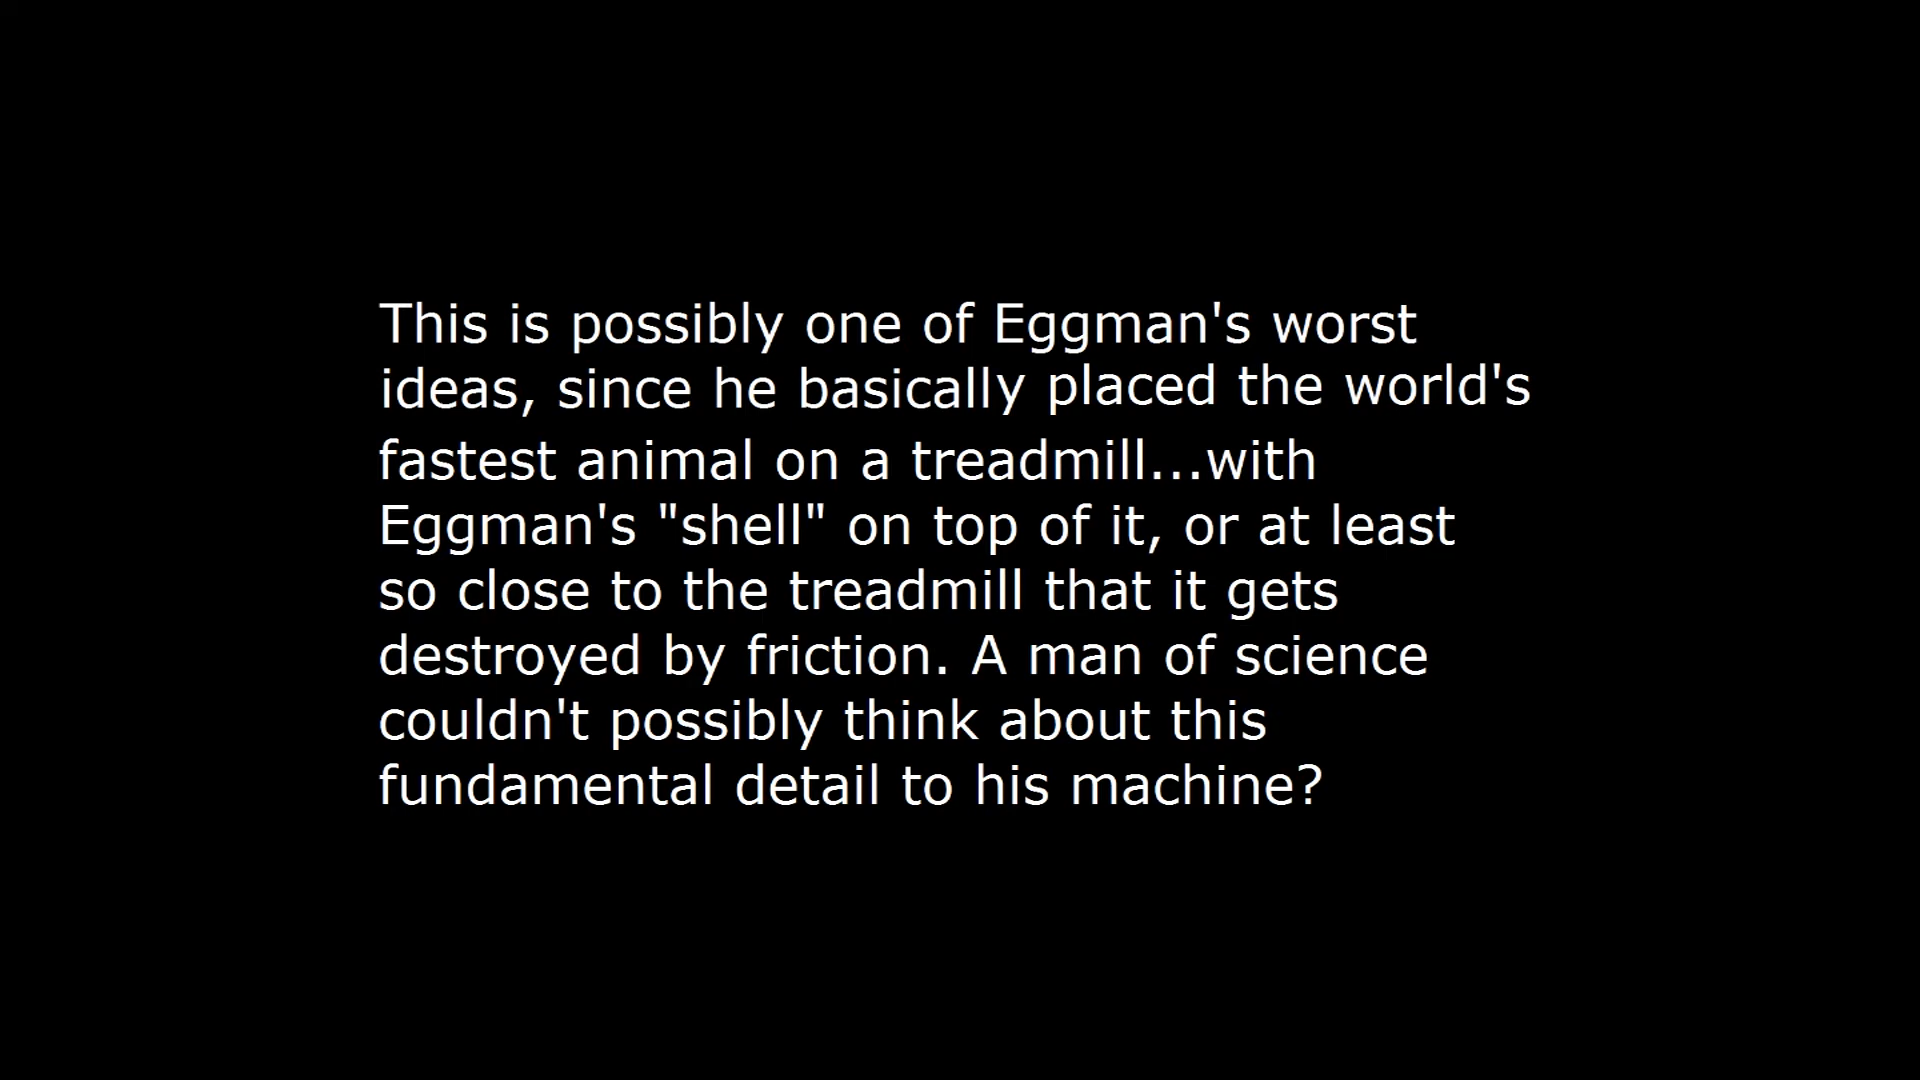 This is possibly one of Eggman's worst
ideas, since he basically placed the world's
fastest animal on a treadmill...with
Eggman's "shell" on top of it, or at least
so close to the treadmill that it gets
destroyed by friction. A man of science
couldn't possibly think about this
fundamental detail to his machine?